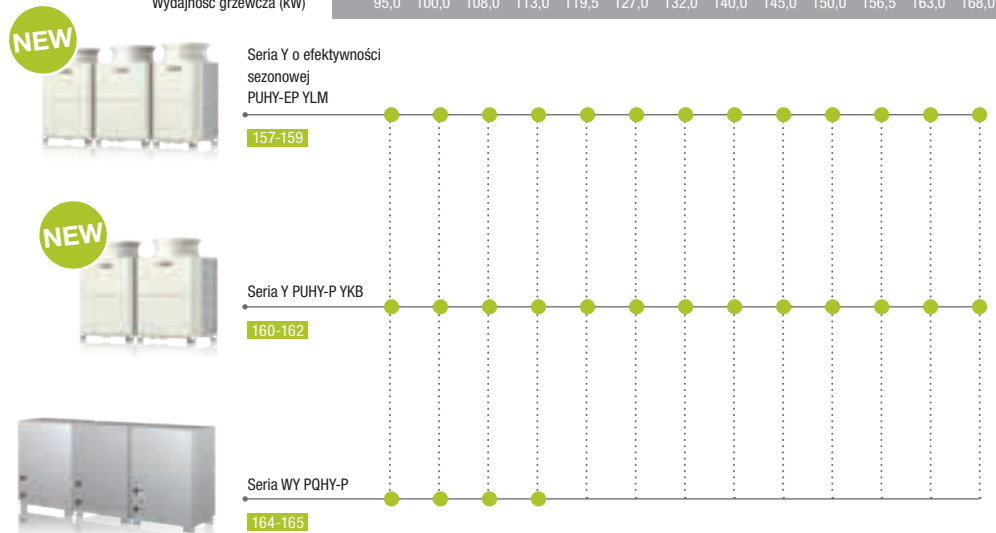 Wydajność grzewcza (kW) 95,0 100,0 108,0 113,0 119,5 127,0 132,0 140,0 145,0 150,0 156,5 163,0 168,0
NEW
Seria Y o efektywności
sezonowej
PUHY-EP YLM
157-159
NEW
Seria Y PUHY-P YKB
160-162
Seria WY PQHY-P
164-165